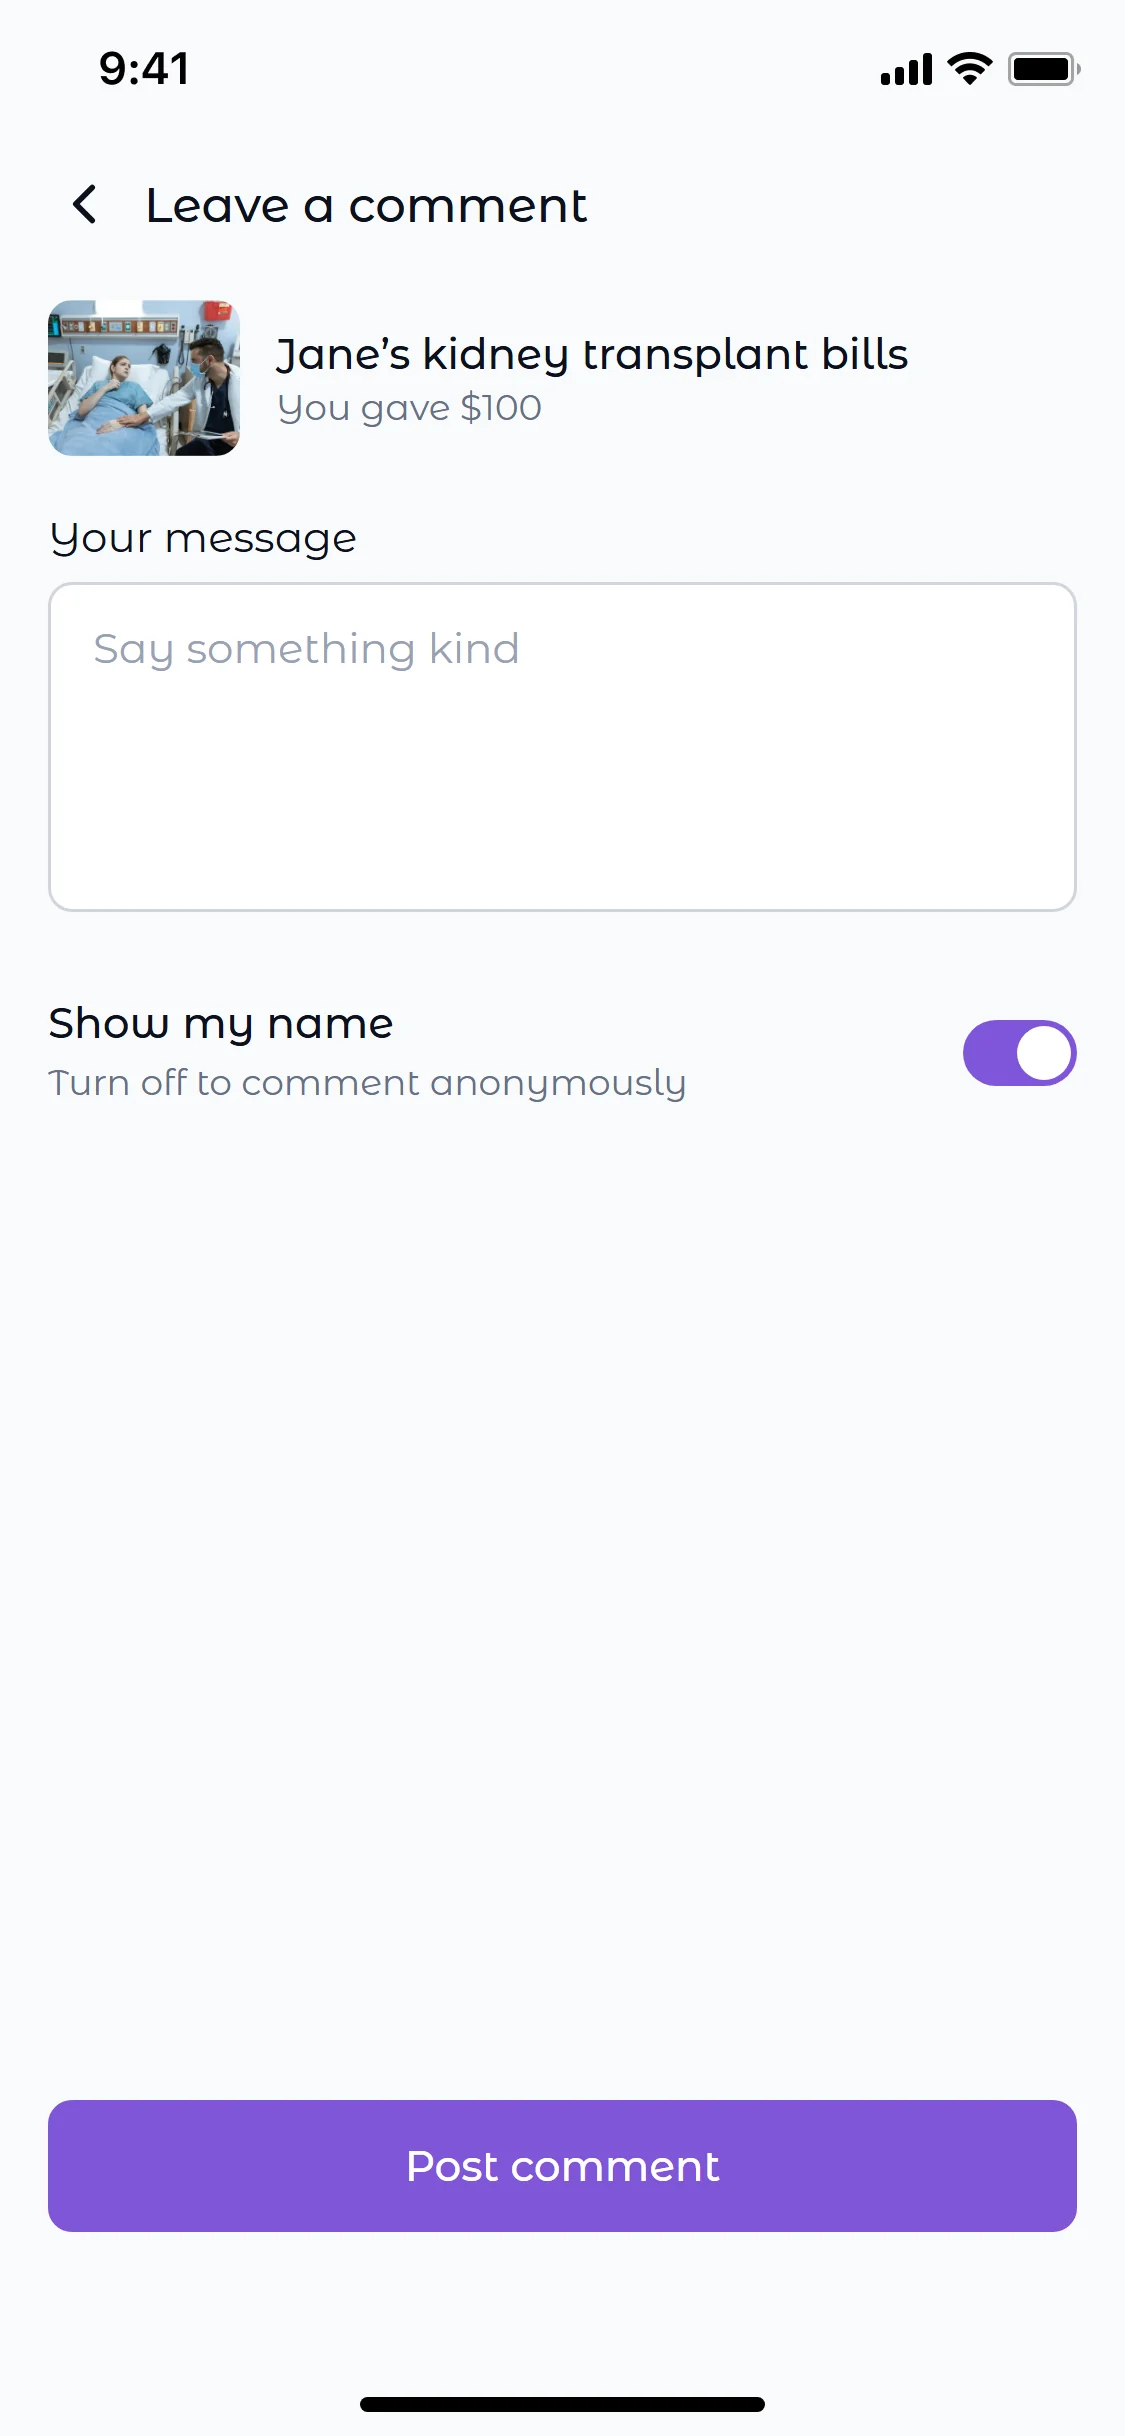 9:41
Leave a comment
Jane’s kidney transplant bills
You gave $100
Your message
Say something kind
Show my name
Turn off to comment anonymously
Post comment